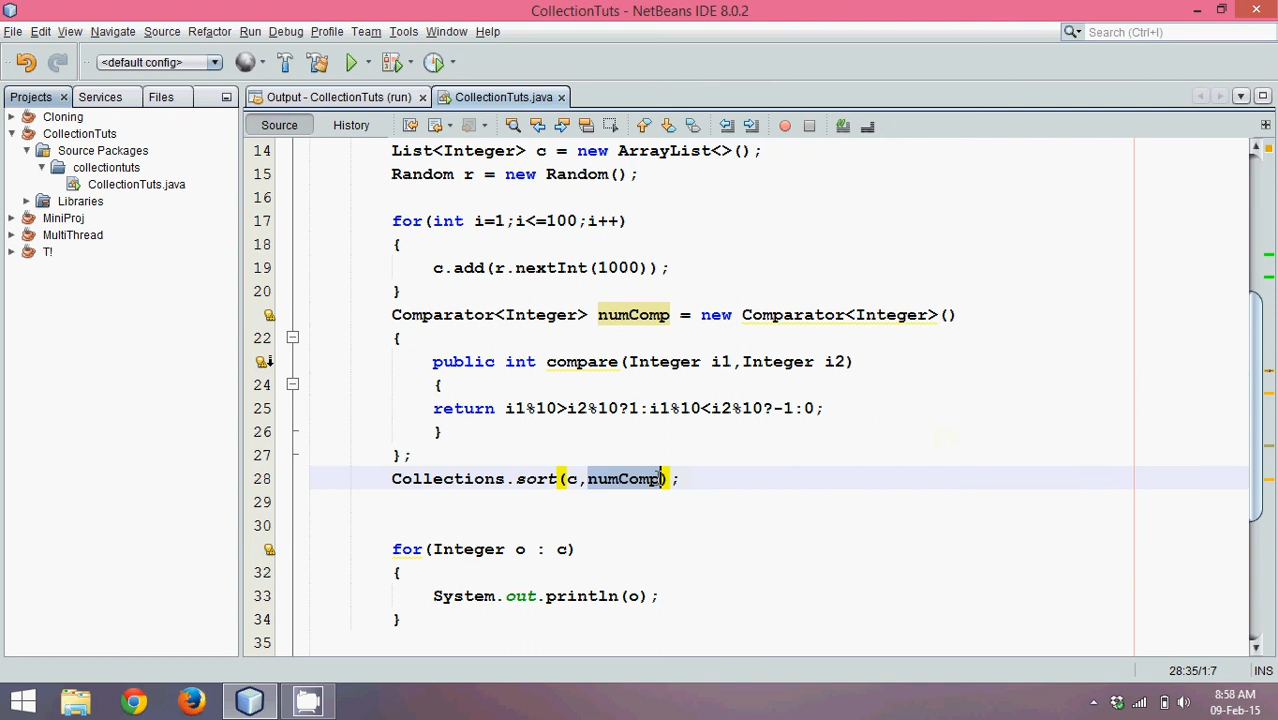 CollectionTuts - NetBeans IDE 8.0.2
File Edit View Navigate Source Refactor Run Debug Profile Team Tools Window Help
Search (Ctrl+I)
<default config>
Projects Services Files
Output - CollectionTuts (run) CollectionTuts.java
Source History
Cloning
CollectionTuts
Source Packages
collectiontuts
CollectionTuts.java
Libraries
MiniProj
MultiThread
T!
14 List<Integer> c = new ArrayList<>();
15 Random r = new Random();
16
17 for(int i=1;i<=100;i++)
18 {
19 c.add(r.nextInt(1000));
20 }
Comparator<Integer> numComp = new Comparator<Integer>()
22 {
public int compare(Integer i1,Integer i2)
24 {
25 return i1%10>i2%10?1:i1%10<i2%10?-1:0;
26 }
27 };
28 Collections.sort(c,numComp);
29
30
for(Integer o : c)
32 {
33 System.out.println(o);
34 }
35
28:35/1:7 INS
8:58 AM
09-Feb-15